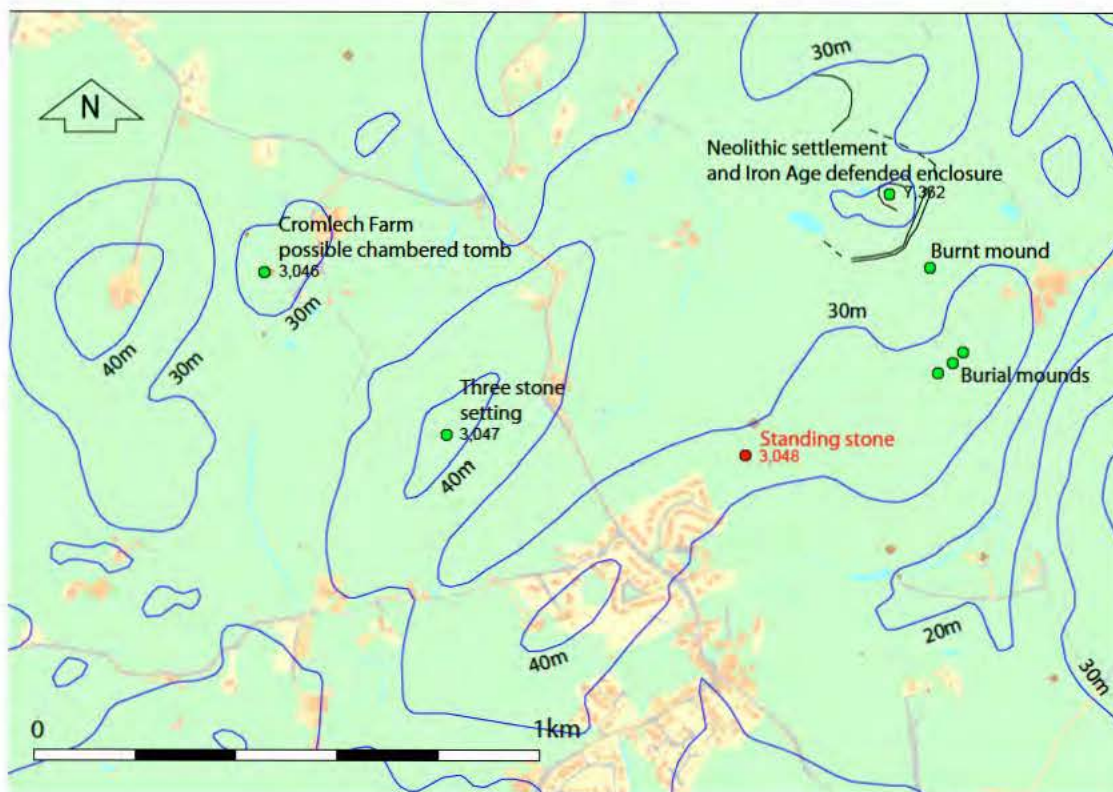 30m
N
Neolithic settlement
and Iron Age defended enclosure
7,362
Cromlech Farm
possible chambered tomb
3,046
Burnt mound
30m
30m
30m
40m
Burial mounds
Three stone
setting
3,047
Standing stone
3,048
40m
20m
40m
30m
0
1km